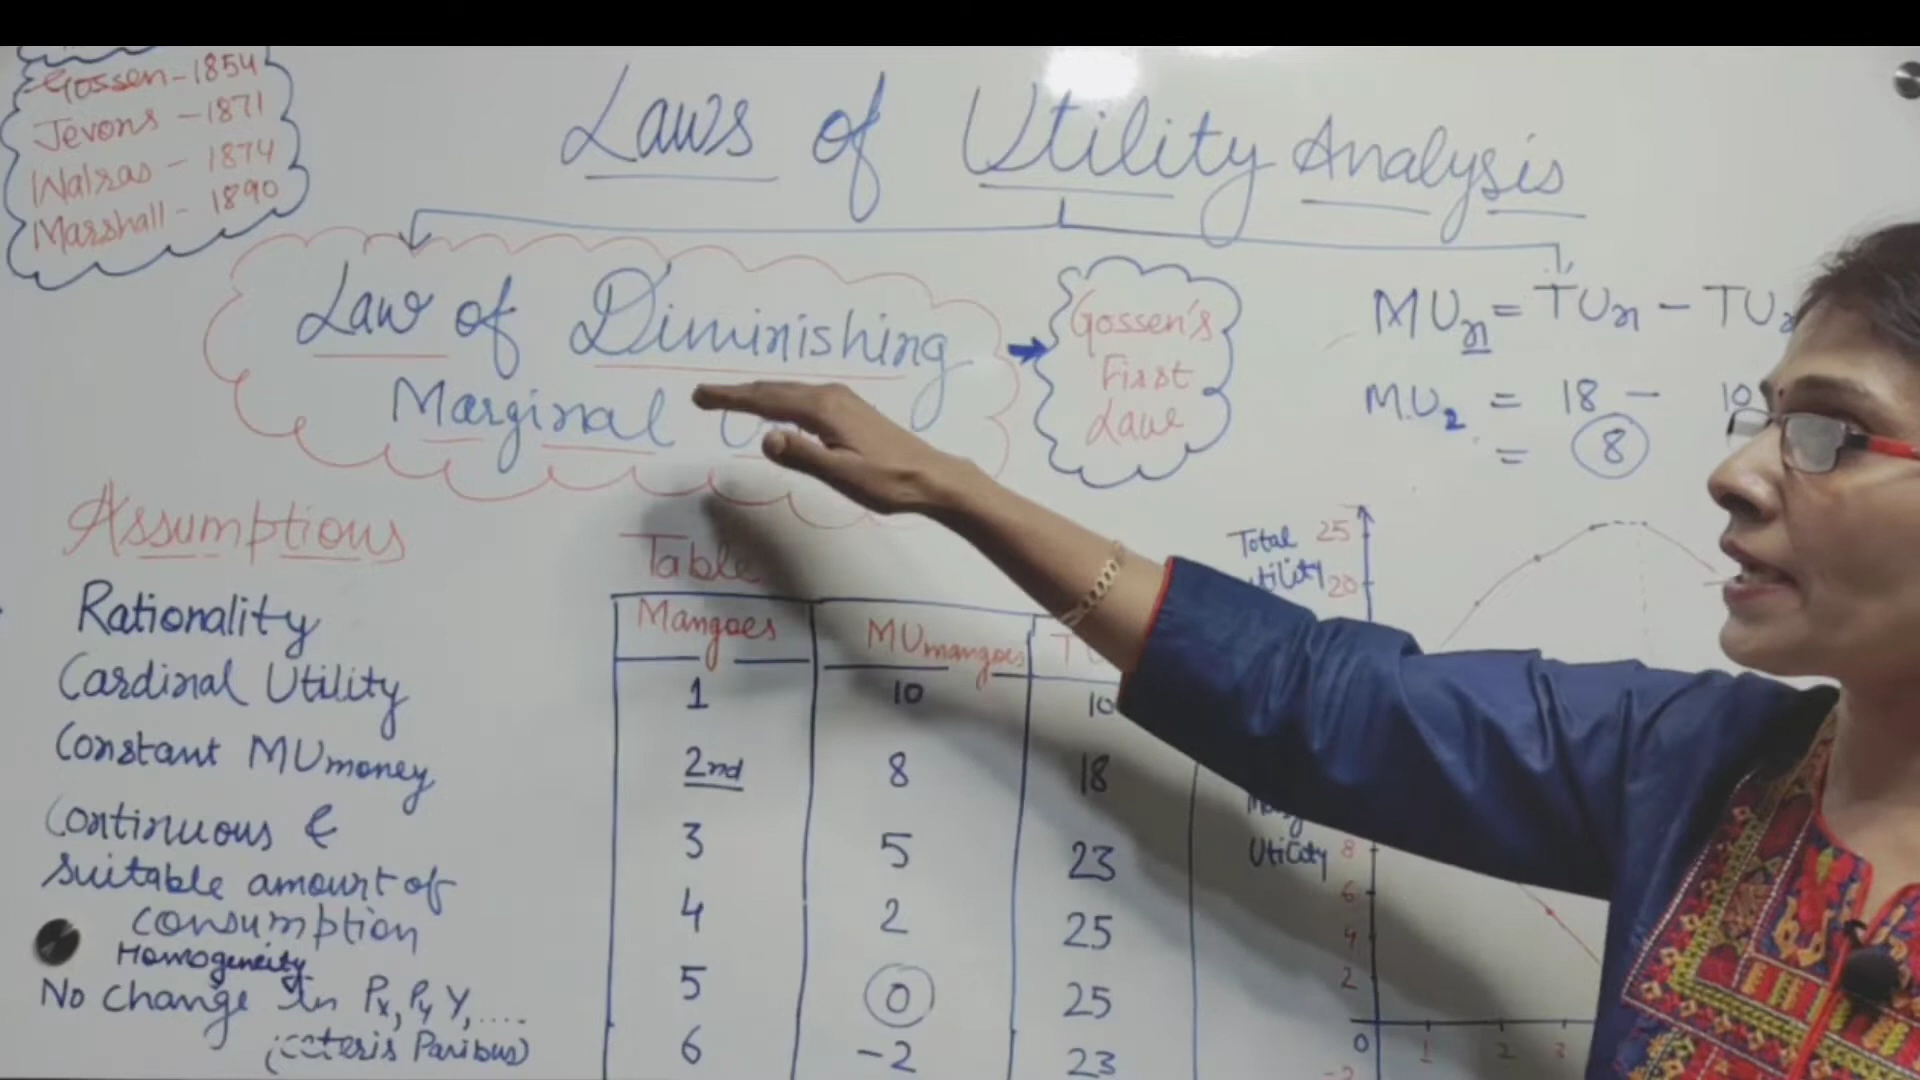 Gossen - 1854
Jevons - 1871
Walras - 1874
Marshall - 1890
Laws of Utility Analysis
Law of Diminishing
Marginal
Gossen's
First
Law
MUn = TUn - TU
MU2 = 18 - 10
= 8
Assumptions
Rationality
Cardinal Utility
Constant MUmoney
Continuous &
suitable amount of
consumption
Homogeneity
No change in Px, Py Y, ....
(ceteris Paribus)
Table
Mangoes MUmangoes T
1 10 10
2nd 8 18
3 5 23
4 2 25
5 0 25
6 -2 23
Total 25
Utility 20
Utility 8
6
4
2
0 1 2 3
-2